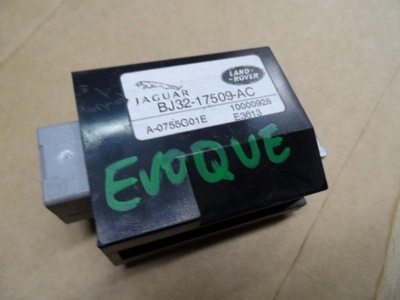 JAGUAR
LAND-
ROVER
BJ32-17509-AC
A-0755G01E
10000928
E3613
EVOQUE